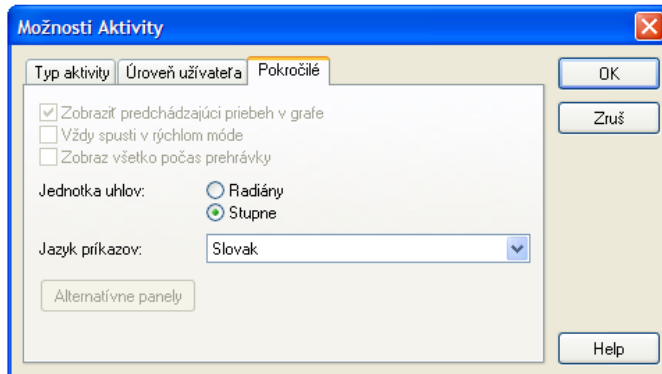 Možnosti Aktivity
Typ aktivity Úroveň užívateľa Pokročilé
OK
Zruš
Zobraziť predchádzajúci priebeh v grafe
Vždy spusti v rýchlom móde
Zobraz všetko počas prehrávky
Jednotka uhlov:
Radiány
Stupne
Jazyk príkazov:
Slovak
Alternatívne panely
Help